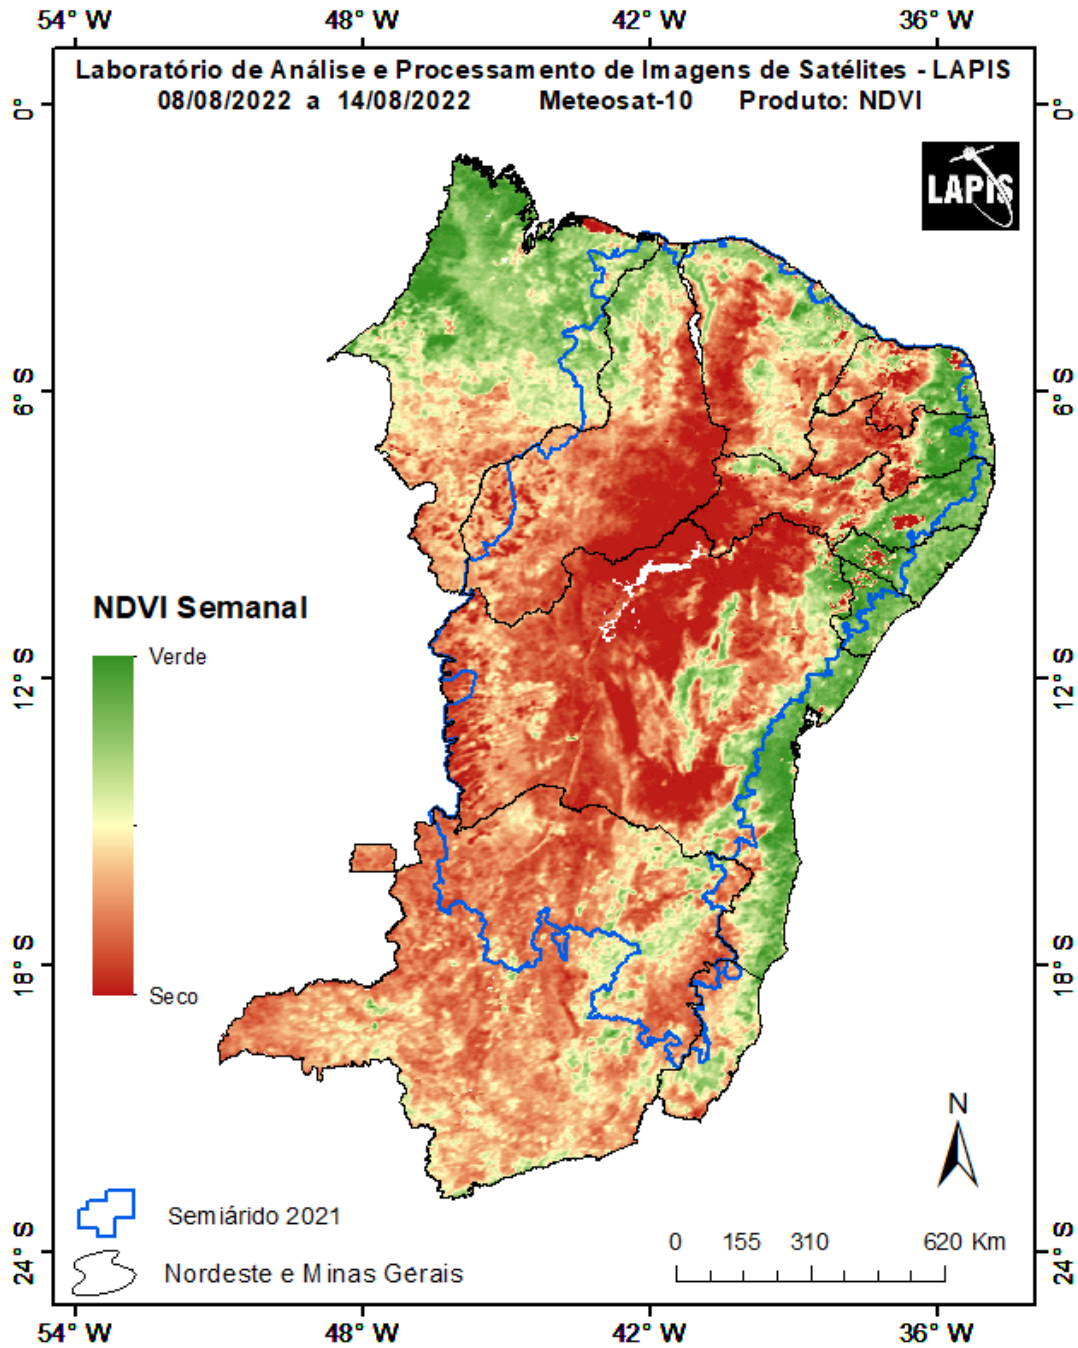 54° W 48° W 42° W 36° W
Laboratório de Análise e Processamento de Imagens de Satélites - LAPIS
08/08/2022 a 14/08/2022 Meteosat-10 Produto: NDVI
0° 0°
LAPIS
6° S 6° S
NDVI Semanal
Verde
12° S 12° S
18° S 18° S
Seco
N
Semiárido 2021
0 155 310 620 Km
24° S 24° S
Nordeste e Minas Gerais
54° W 48° W 42° W 36° W